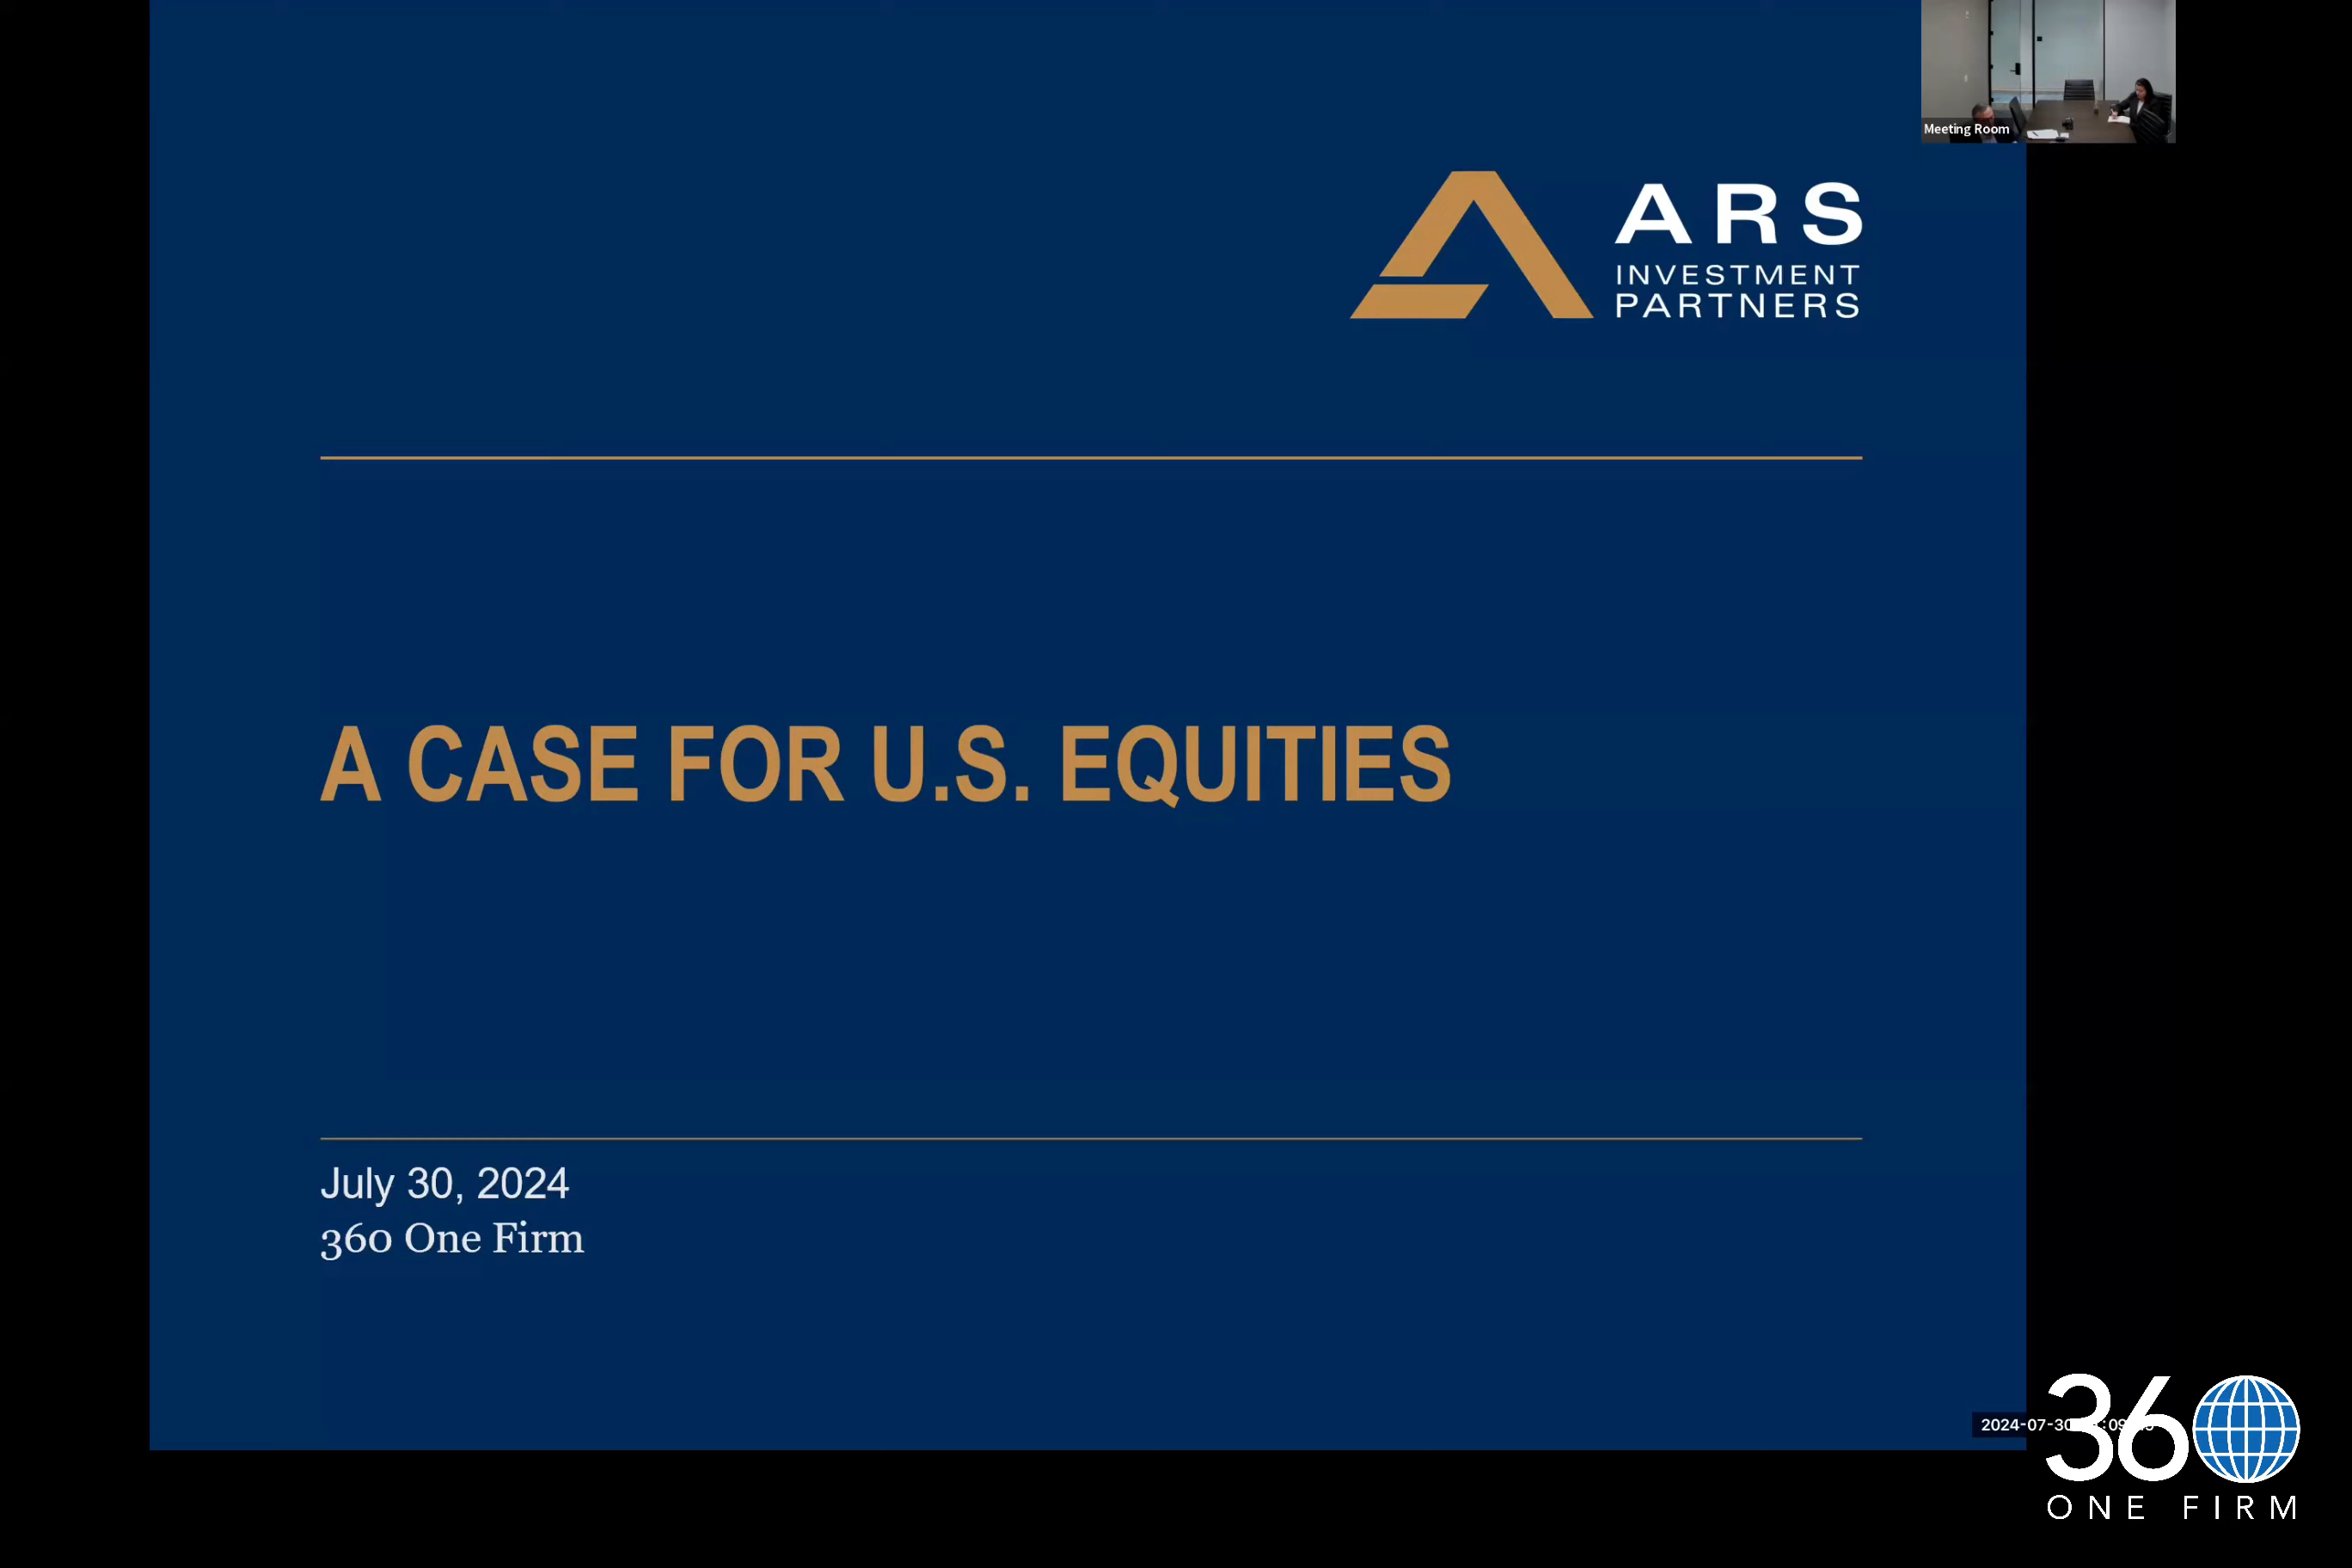 Meeting Room
ARS
INVESTMENT
PARTNERS
A CASE FOR U.S. EQUITIES
July 30, 2024
360 One Firm
360
ONE FIRM